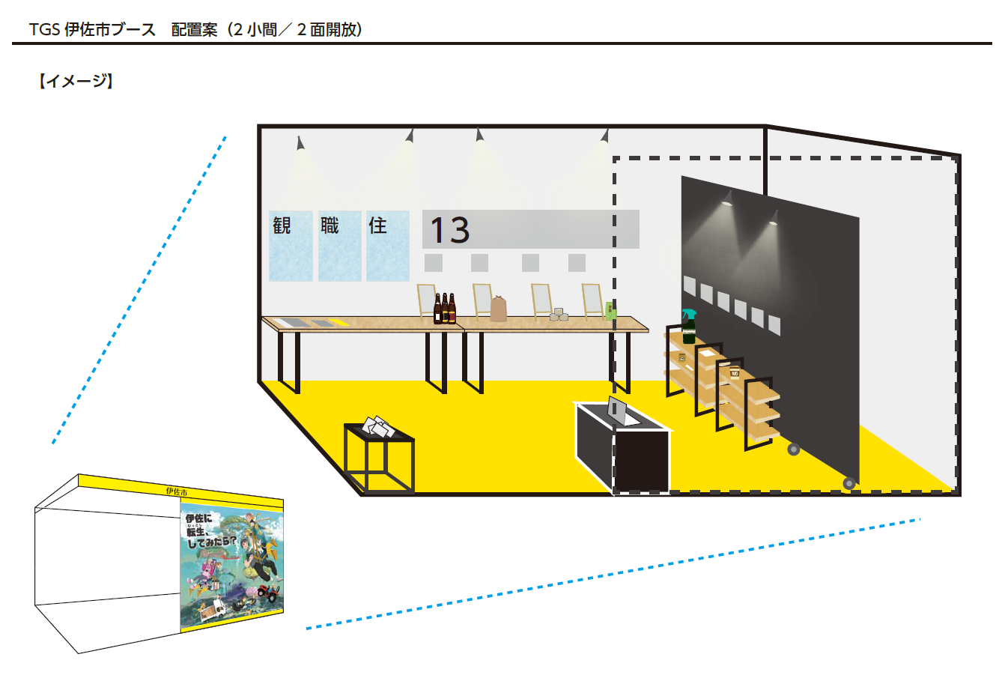 TGS 伊佐市ブース　配置案（2 小間／ 2 面開放）
【イメージ】
観 職 住 13
伊佐市
伊佐に
転生、
してみたら？